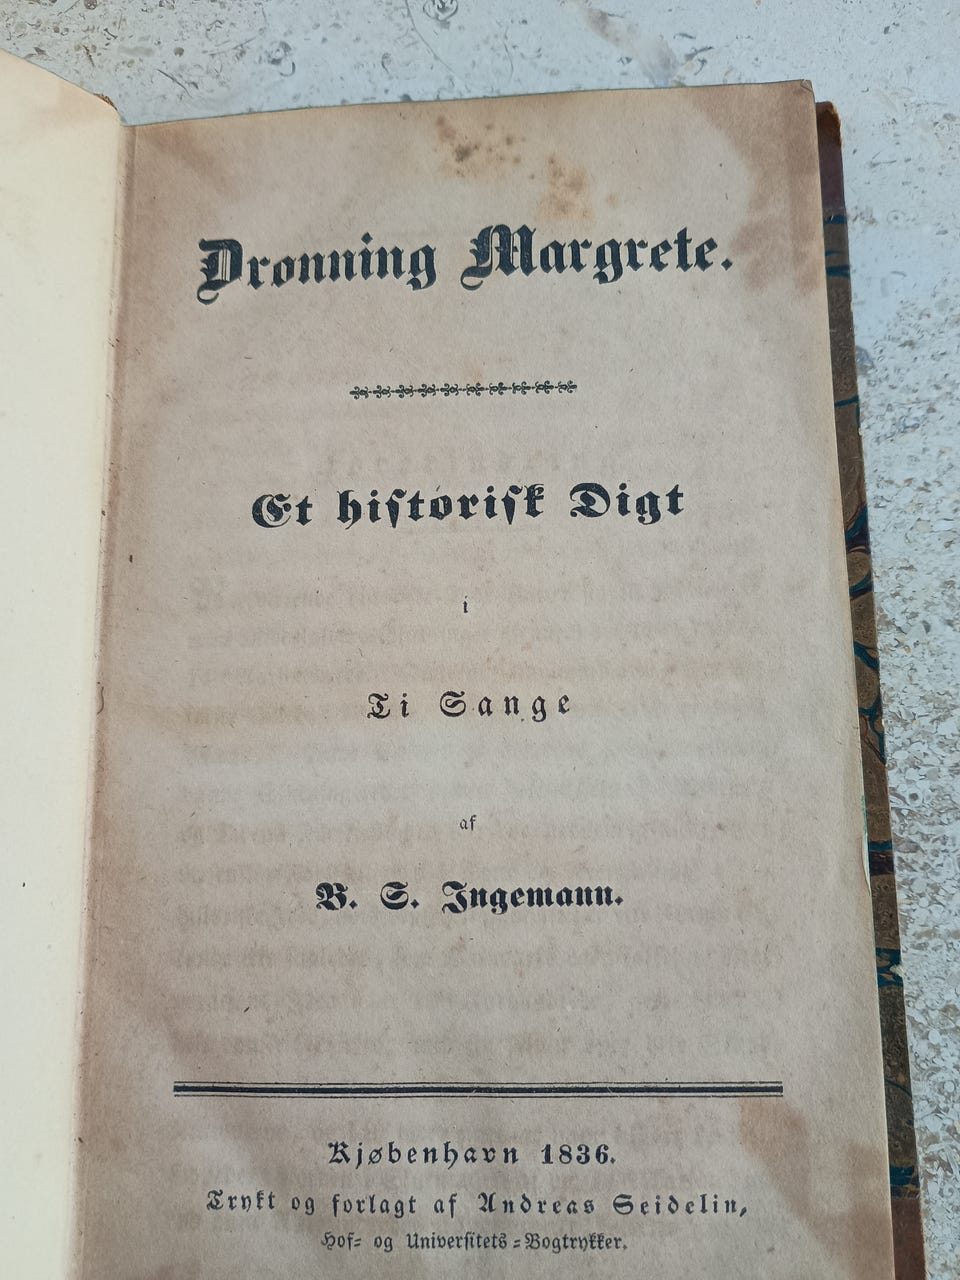 Dronning Margrete.
Et historisk Digt
i
Ti Sange
af
B. S. Ingemann.
Kjøbenhavn 1836.
Trykt og forlagt af Andreas Seidelin,
Hof- og Universitets-Bogtrykker.